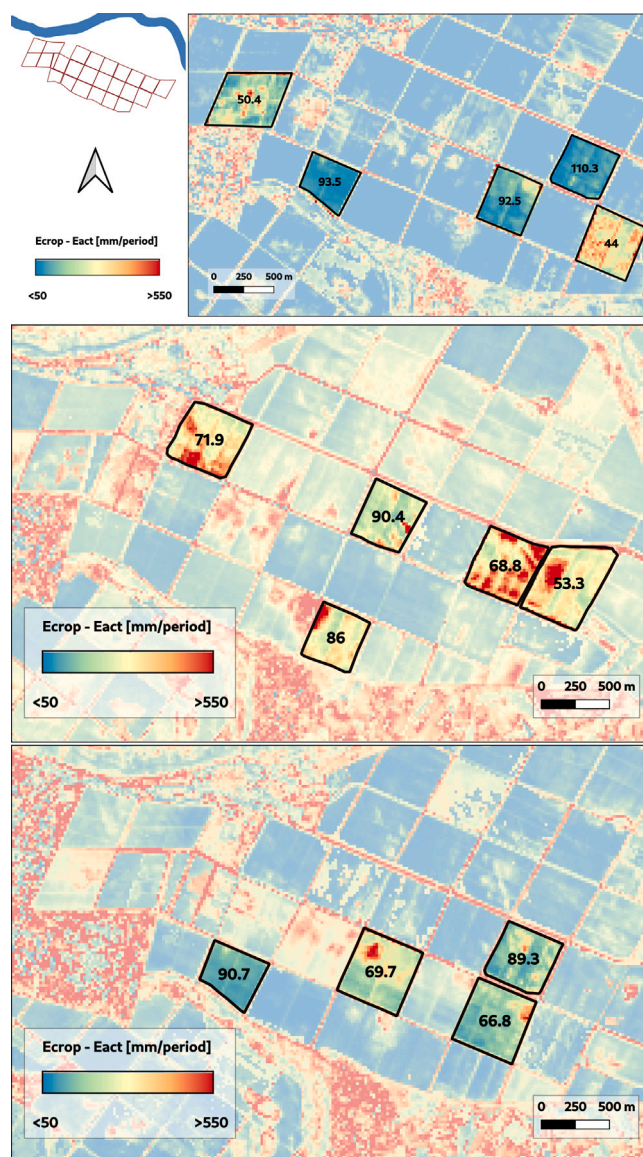 Ecrop - Eact [mm/period]
<50 >550
50.4
93.5
92.5
110.3
44
0 250 500 m
71.9
90.4
68.8
53.3
86
Ecrop - Eact [mm/period]
<50 >550
0 250 500 m
90.7
69.7
89.3
66.8
Ecrop - Eact [mm/period]
<50 >550
0 250 500 m